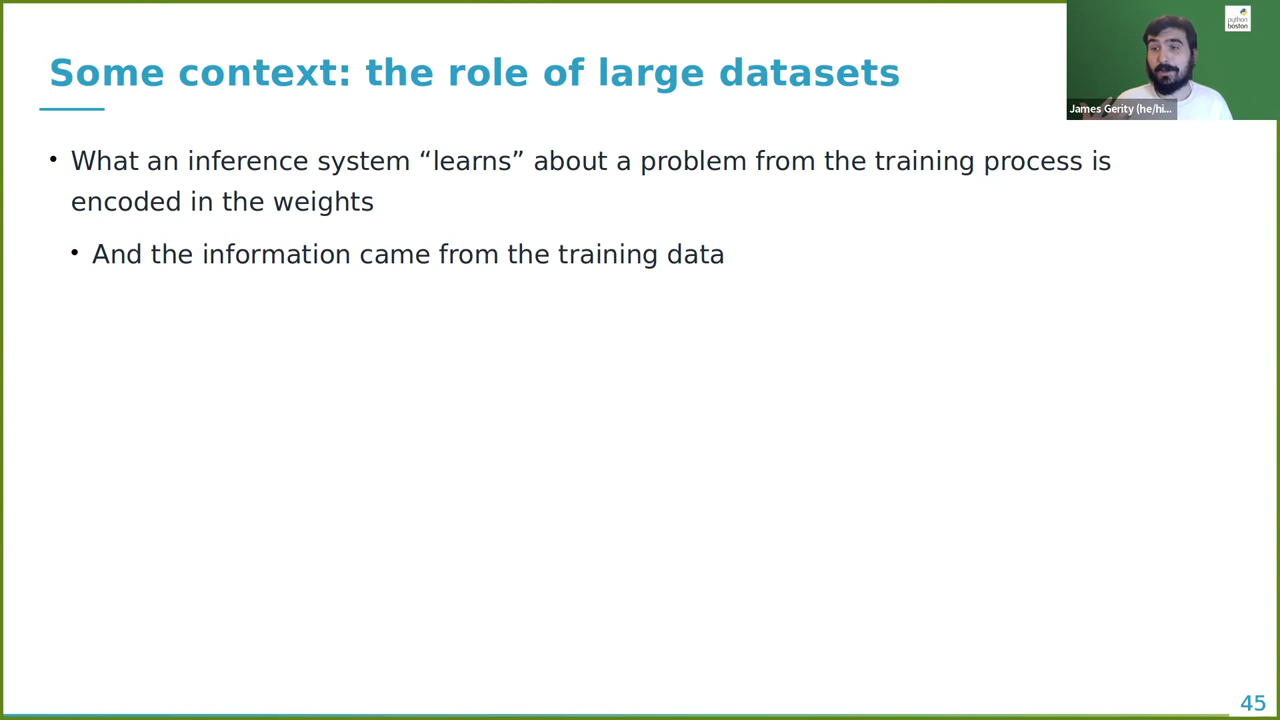 Some context: the role of large datasets
python
boston
James Gerity (he/hi...
• What an inference system “learns” about a problem from the training process is
encoded in the weights
• And the information came from the training data
45